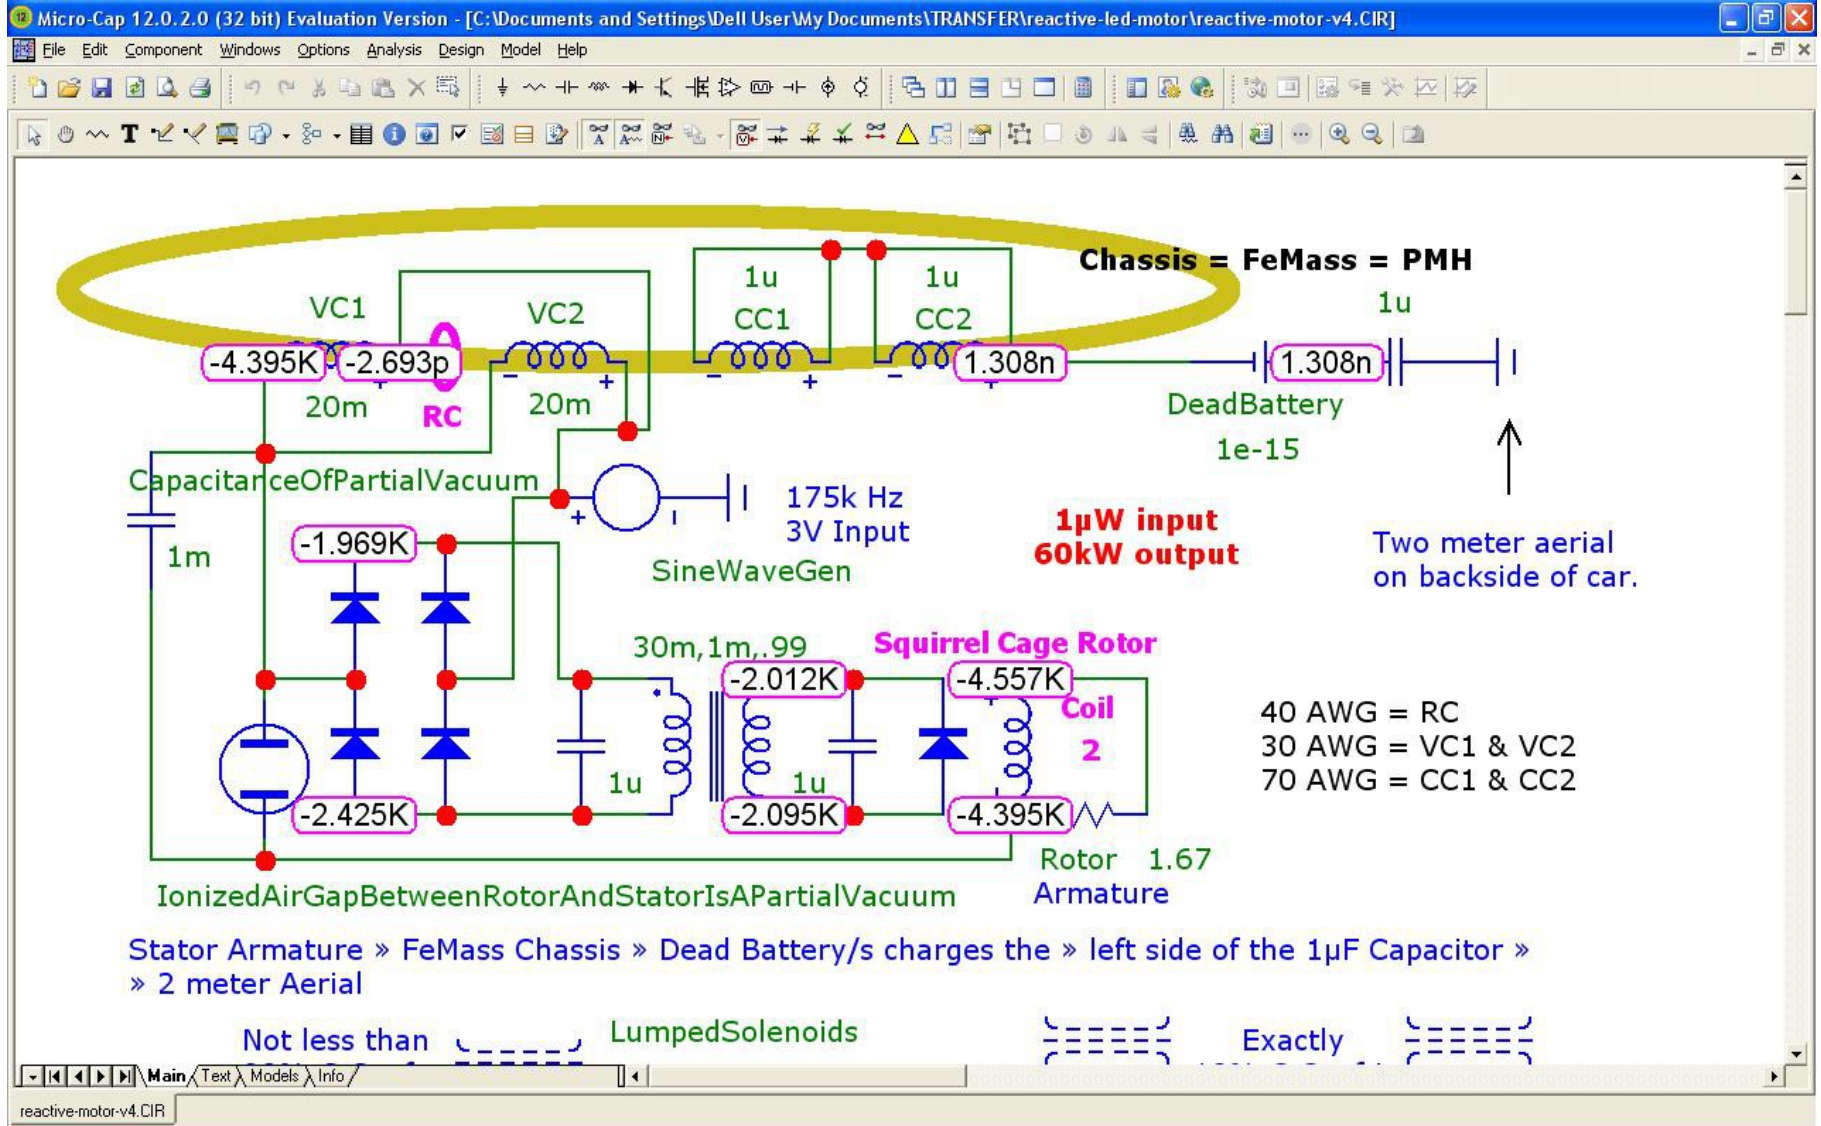 Micro-Cap 12.0.2.0 (32 bit) Evaluation Version - [C:\Documents and Settings\Dell User\My Documents\TRANSFER\reactive-led-motor\reactive-motor-v4.CIR]
File Edit Component Windows Options Analysis Design Model Help
Chassis = FeMass = PMH
1u 1u 1u
VC1 VC2 CC1 CC2
-4.395K -2.693p 1.308n 1.308n
20m RC 20m DeadBattery
1e-15
CapacitanceOfPartialVacuum
175k Hz
3V Input
1µW input
60kW output
Two meter aerial
on backside of car.
-1.969K
1m
SineWaveGen
30m,1m,.99
Squirrel Cage Rotor
-2.012K -4.557K
Coil
2
40 AWG = RC
30 AWG = VC1 & VC2
70 AWG = CC1 & CC2
1u 1u
-2.425K -2.095K -4.395K
Rotor 1.67
Armature
IonizedAirGapBetweenRotorAndStatorIsAPartialVacuum
Stator Armature » FeMass Chassis » Dead Battery/s charges the » left side of the 1µF Capacitor »
» 2 meter Aerial
Not less than LumpedSolenoids Exactly
Main Text Models Info
reactive-motor-v4.CIR